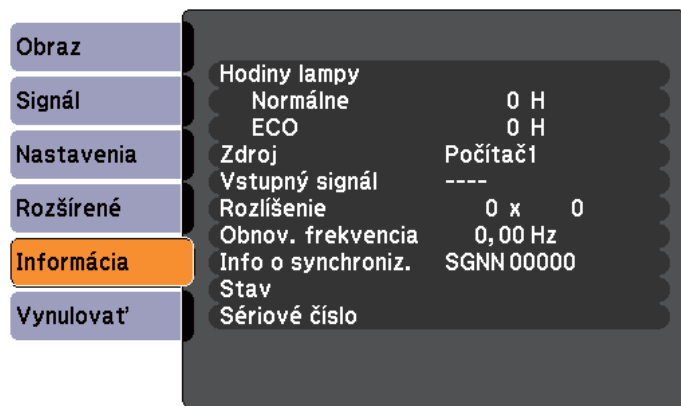 Obraz
Signál
Nastavenia
Rozšírené
Informácia
Vynulovať
Hodiny lampy
Normálne 0 H
ECO 0 H
Zdroj Počítač1
Vstupný signál ----
Rozlíšenie 0 x 0
Obnov. frekvencia 0,00 Hz
Info o synchroniz. SGNN 00000
Stav
Sériové číslo